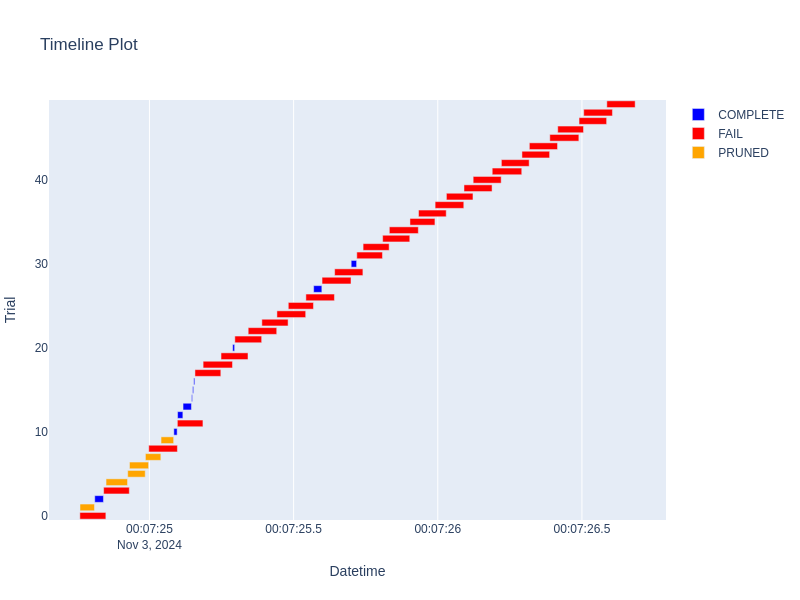 Timeline Plot
COMPLETE
FAIL
PRUNED
40
30
20
10
0
Trial
00:07:25
Nov 3, 2024
00:07:25.5
00:07:26
00:07:26.5
Datetime